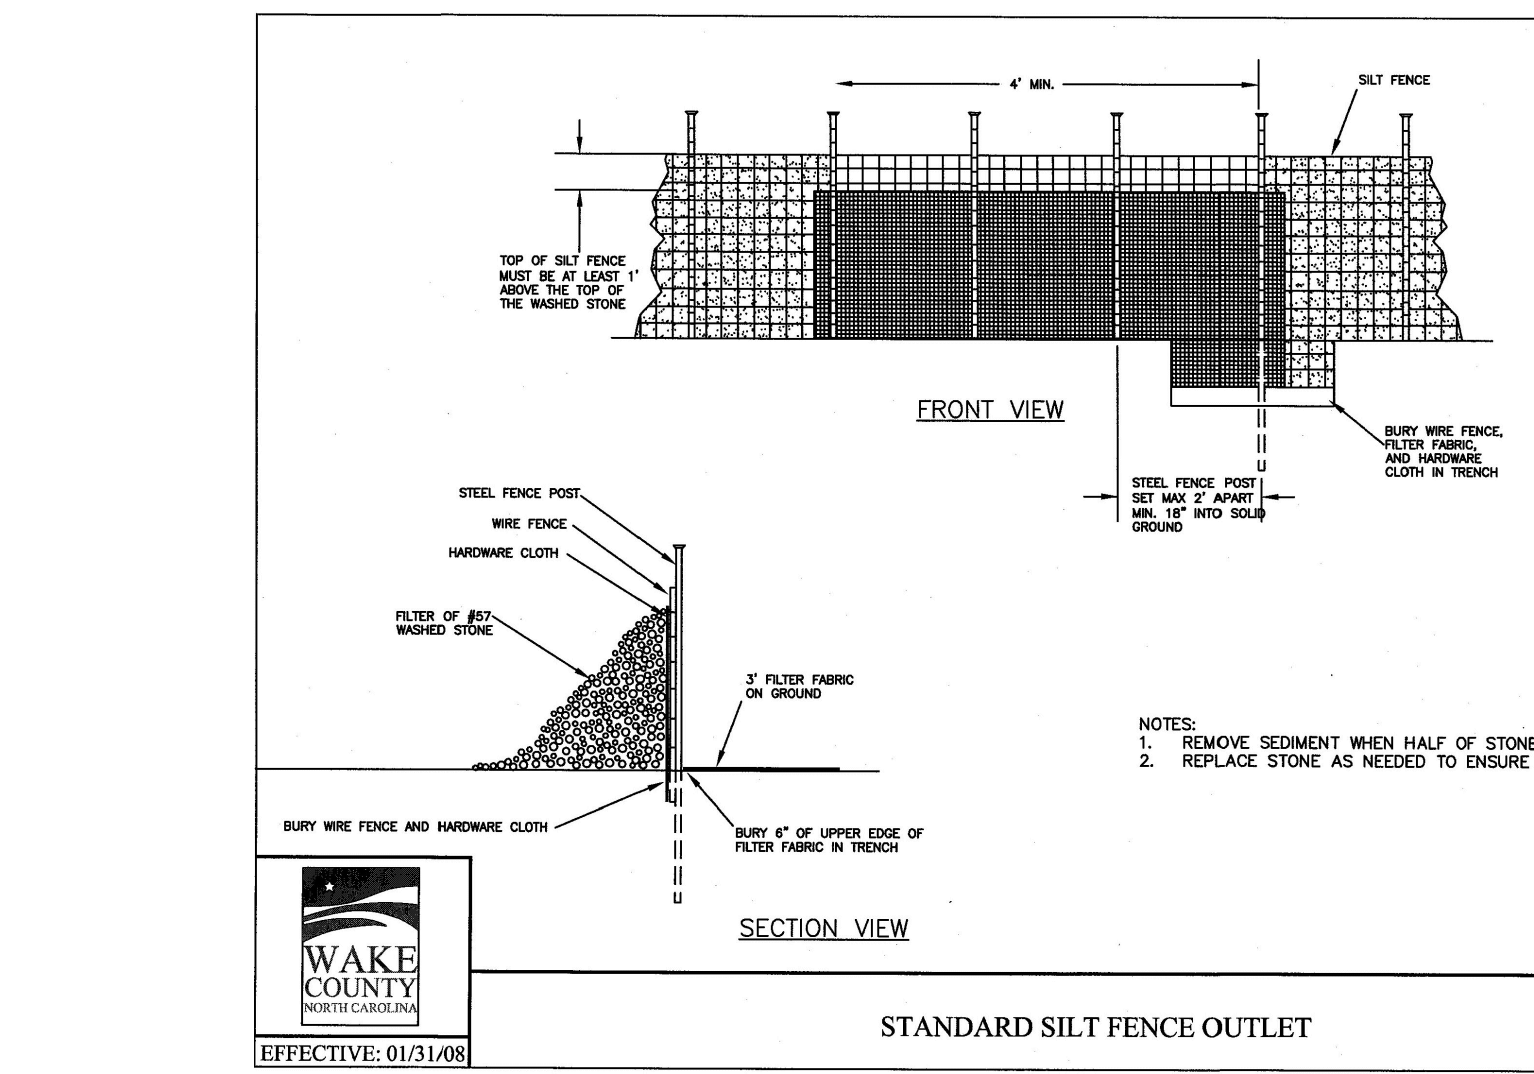 4' MIN.
SILT FENCE
TOP OF SILT FENCE
MUST BE AT LEAST 1'
ABOVE THE TOP OF
THE WASHED STONE
FRONT VIEW
BURY WIRE FENCE,
FILTER FABRIC,
AND HARDWARE
CLOTH IN TRENCH
STEEL FENCE POST
SET MAX 2' APART
MIN. 18" INTO SOLID
GROUND
STEEL FENCE POST
WIRE FENCE
HARDWARE CLOTH
FILTER OF #57
WASHED STONE
3' FILTER FABRIC
ON GROUND
NOTES:
1. REMOVE SEDIMENT WHEN HALF OF STONE
2. REPLACE STONE AS NEEDED TO ENSURE
BURY WIRE FENCE AND HARDWARE CLOTH
BURY 6" OF UPPER EDGE OF
FILTER FABRIC IN TRENCH
SECTION VIEW
WAKE
COUNTY
NORTH CAROLINA
EFFECTIVE: 01/31/08
STANDARD SILT FENCE OUTLET